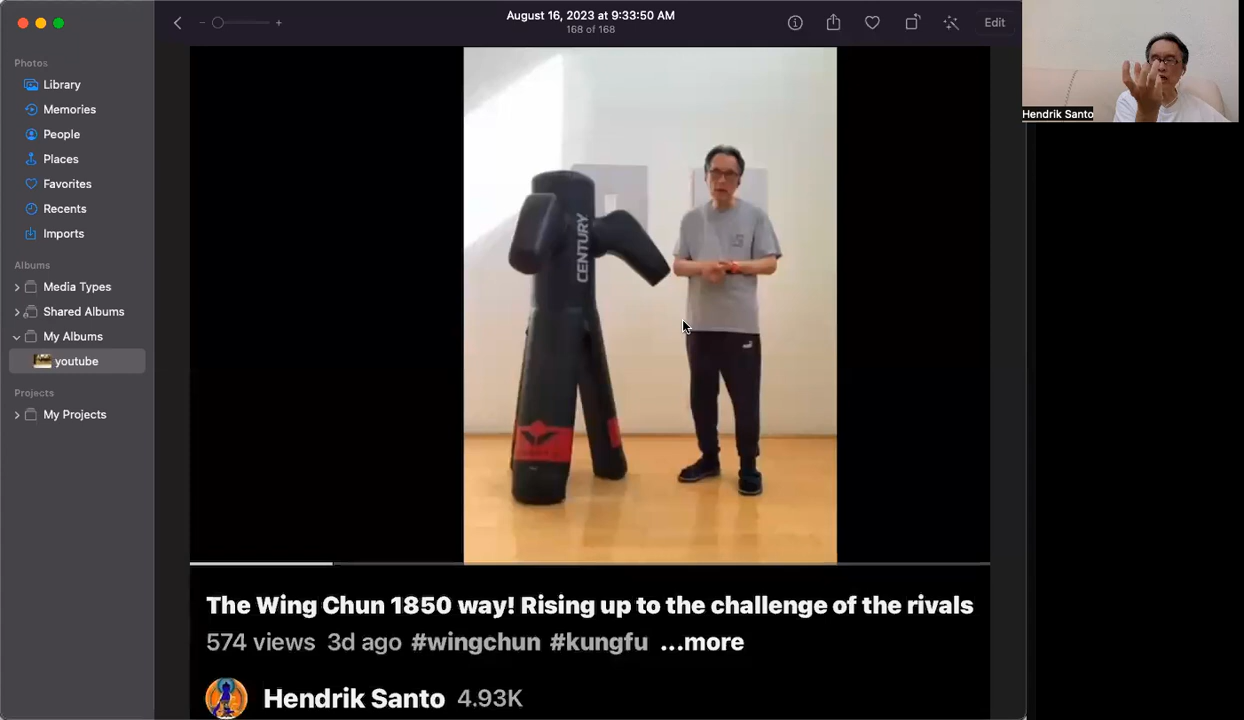 August 16, 2023 at 9:33:50 AM
168 of 168
Edit
Photos
Library
Memories
People
Places
Favorites
Recents
Imports
Albums
Media Types
Shared Albums
My Albums
youtube
Projects
My Projects
CENTURY
Hendrik Santo
The Wing Chun 1850 way! Rising up to the challenge of the rivals
574 views 3d ago #wingchun #kungfu ...more
Hendrik Santo 4.93K